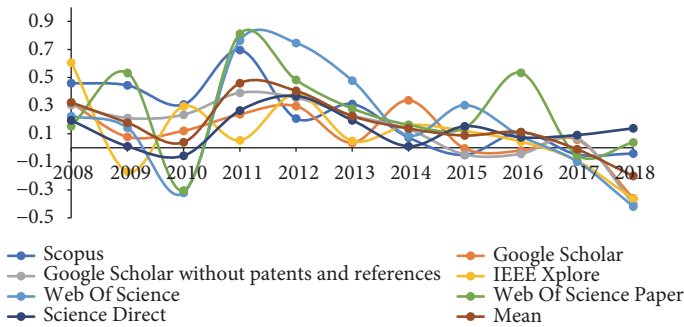 0.9
0.7
0.5
0.3
0.1
−0.1
2008 2009 2010 2011 2012 2013 2014 2015 2016 2017 2018
−0.3
−0.5
Scopus Google Scholar
Google Scholar without patents and references IEEE Xplore
Web Of Science Web Of Science Paper
Science Direct Mean